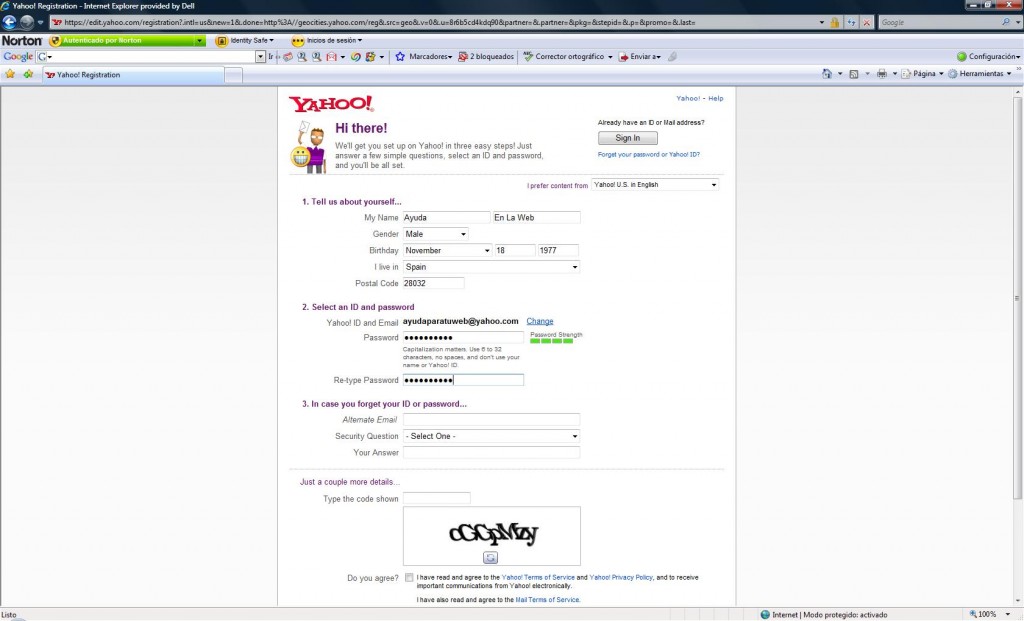 Yahoo! Registration - Internet Explorer provided by Dell
https://edit.yahoo.com/registration?.intl=us&new=1&.done=http%3A//geocities.yahoo.com/reg&.src=geo&.v=0&.u=8r6b5cd4kdq90&partner=&.partner=&pkg=&stepid=&.p=&promo=&.last=
Google
Norton Autenticado por Norton Identity Safe Inicios de sesión
Google Ir Marcadores 2 bloqueados Corrector ortográfico Enviar a Configuración
Yahoo! Registration Página Herramientas
YAHOO! Yahoo! - Help
Hi there! Already have an ID or Mail address?
We'll get you set up on Yahoo! in three easy steps! Just Sign In
answer a few simple questions, select an ID and password, Forget your password or Yahoo! ID?
and you'll be all set.
I prefer content from Yahoo! U.S. in English
1. Tell us about yourself...
My Name Ayuda En La Web
Gender Male
Birthday November 18 1977
I live in Spain
Postal Code 28032
2. Select an ID and password
Yahoo! ID and Email ayudaparatuweb@yahoo.com Change
Password ●●●●●●●●●● Password Strength
Capitalization matters. Use 6 to 32
characters, no spaces, and don't use your
name or Yahoo! ID.
Re-type Password ●●●●●●●●●●
3. In case you forget your ID or password...
Alternate Email
Security Question - Select One -
Your Answer
Just a couple more details...
Type the code shown
Do you agree? I have read and agree to the Yahoo! Terms of Service and Yahoo! Privacy Policy, and to receive
important communications from Yahoo! electronically.
I have also read and agree to the Mail Terms of Service.
Listo Internet | Modo protegido: activado 100%